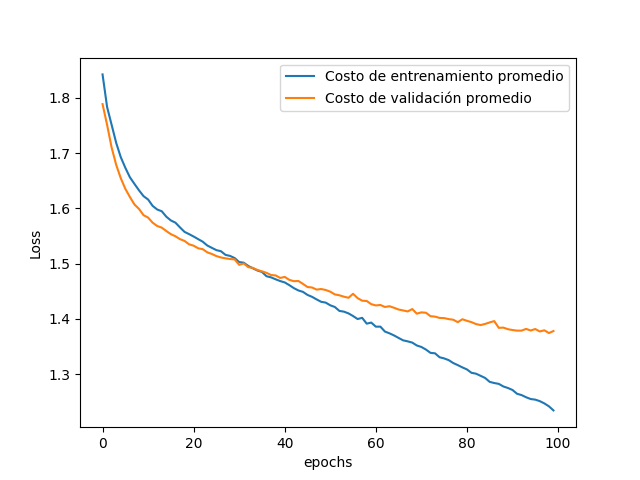 Costo de entrenamiento promedio
Costo de validación promedio
1.8
1.7
1.6
1.5
1.4
1.3
Loss
0 20 40 60 80 100
epochs